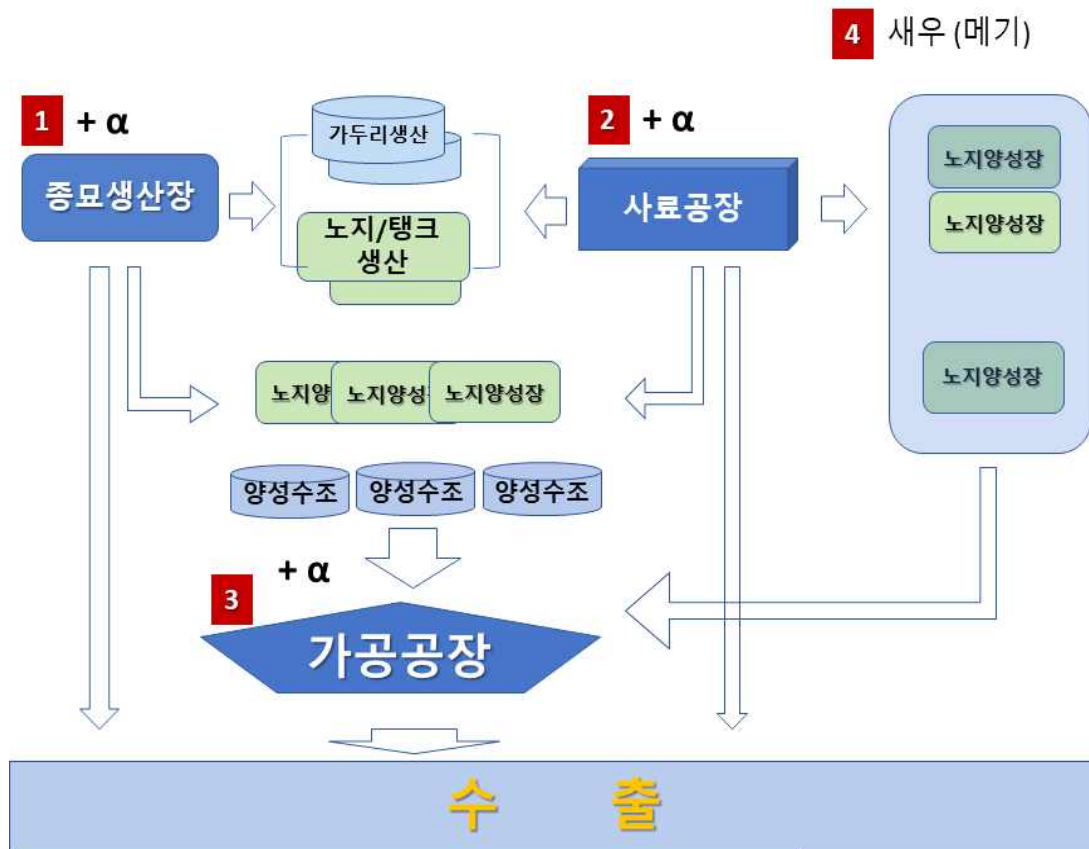 4 새우 (메기)
1 + α
가두리생산
2 + α
종묘생산장
사료공장
노지양성장
노지양성장
노지/탱크
생산
노지양성장
노지양
노지양성
노지양성장
양성수조
양성수조
양성수조
+ α
3
가공공장
수 출